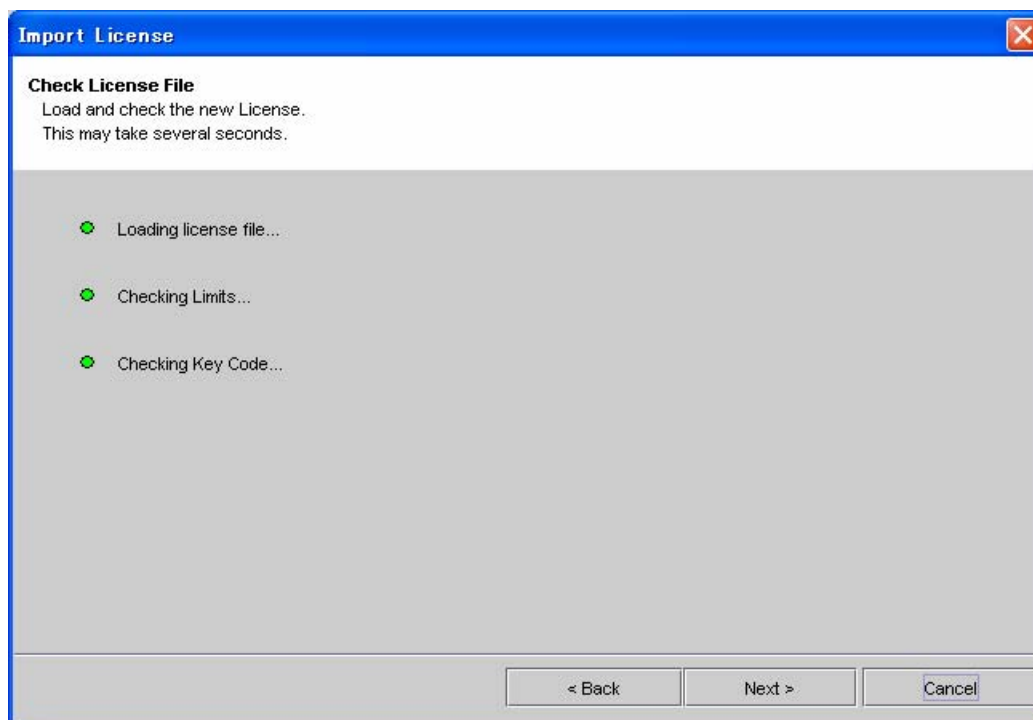 Import License
Check License File
Load and check the new License.
This may take several seconds.
Loading license file...
Checking Limits...
Checking Key Code...
< Back
Next >
Cancel